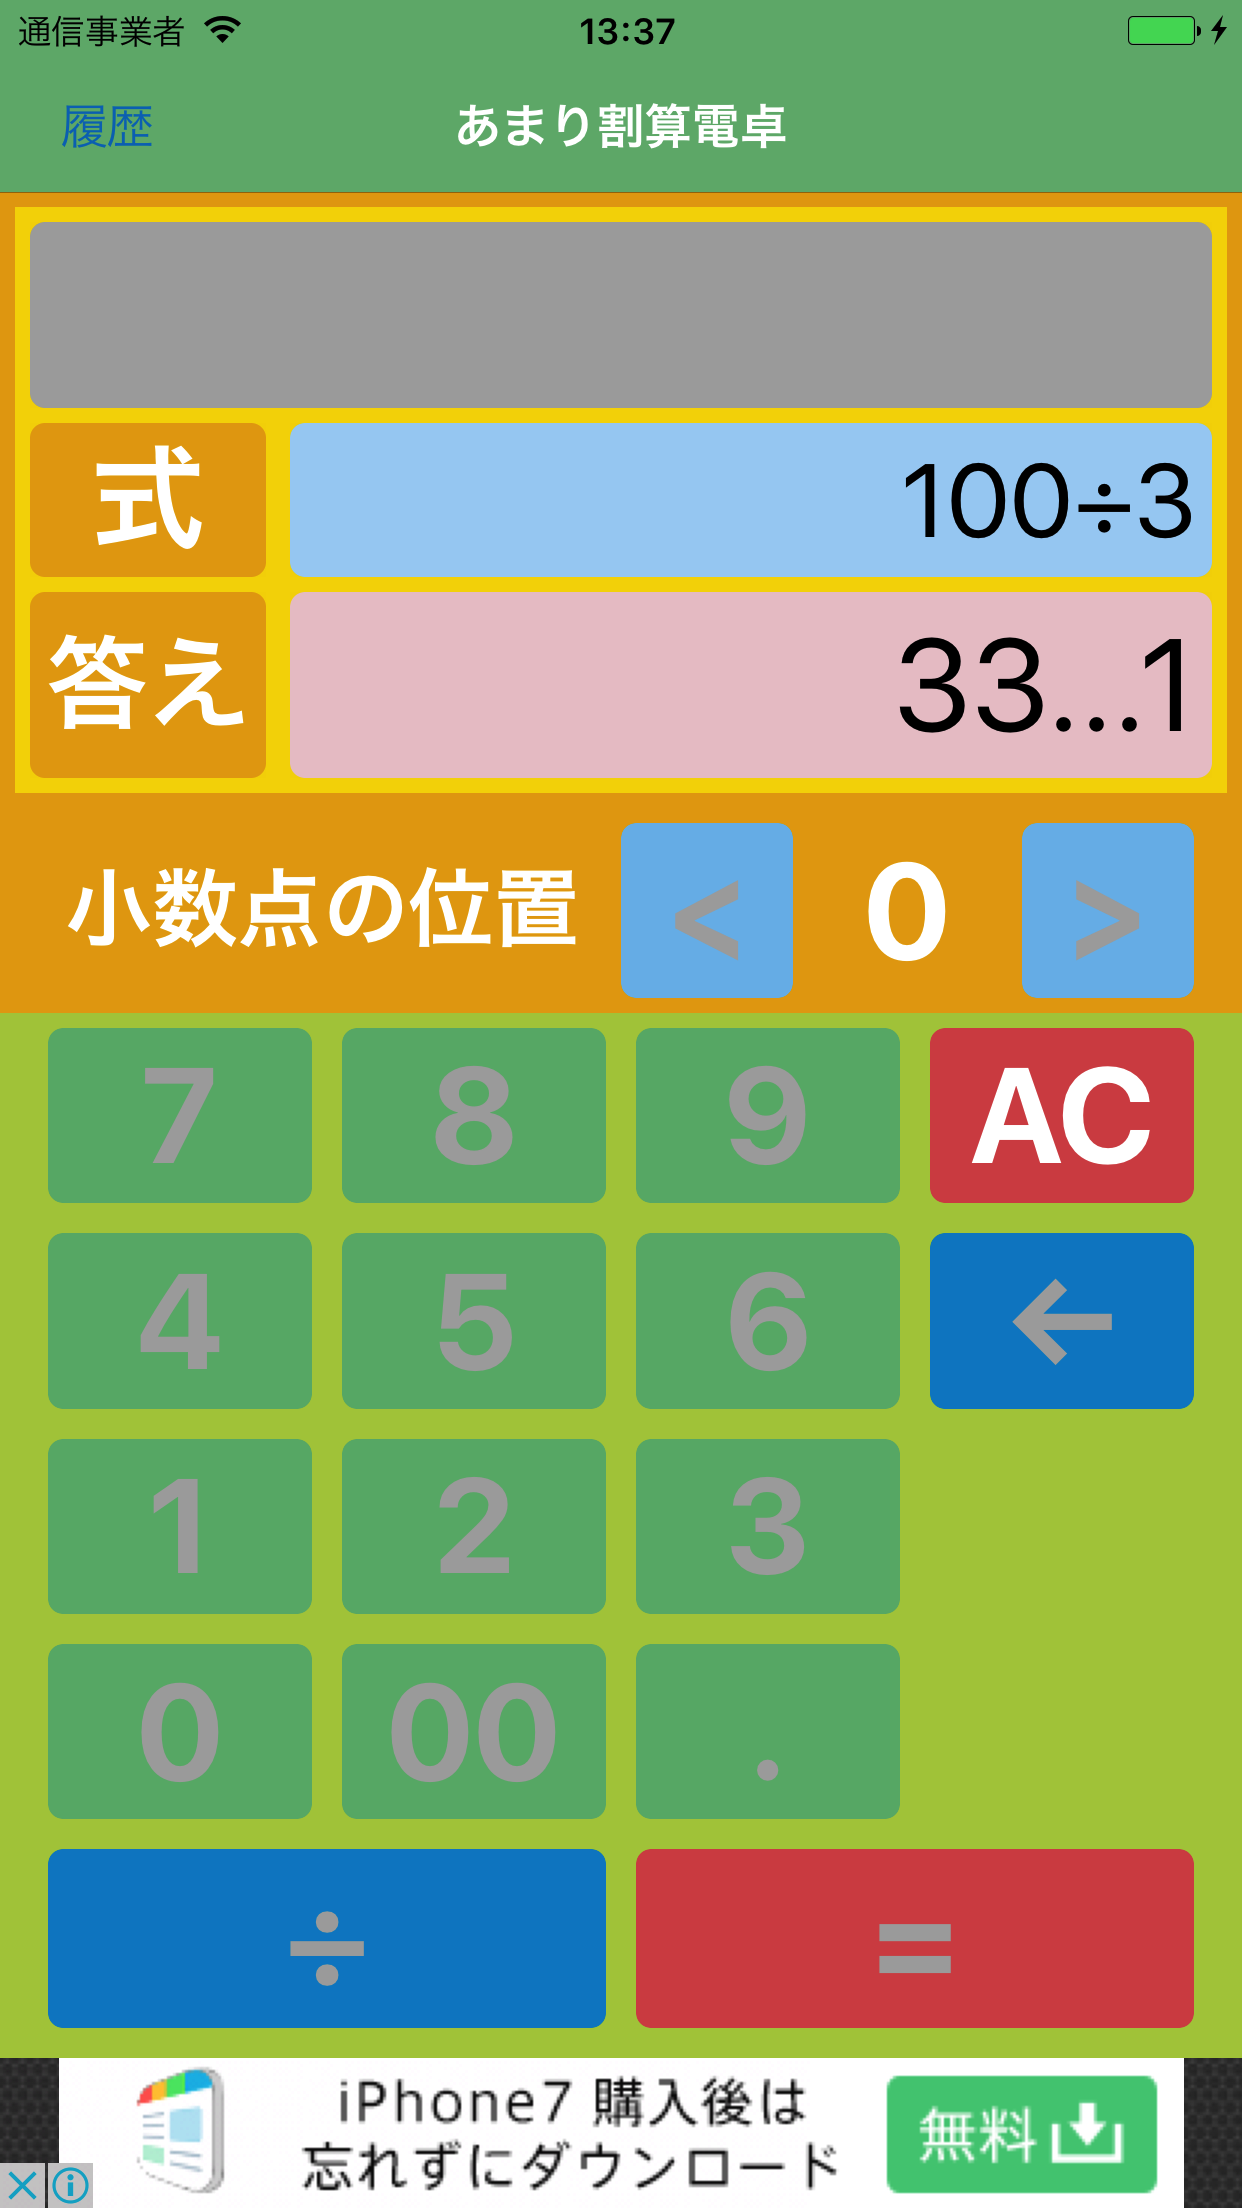 通信事業者 13:37
履歴 あまり割算電卓
式 100÷3
答え 33...1
小数点の位置 < 0 >
7 8 9 AC
4 5 6 ←
1 2 3
0 00 .
÷ =
iPhone7 購入後は
忘れずにダウンロード
無料